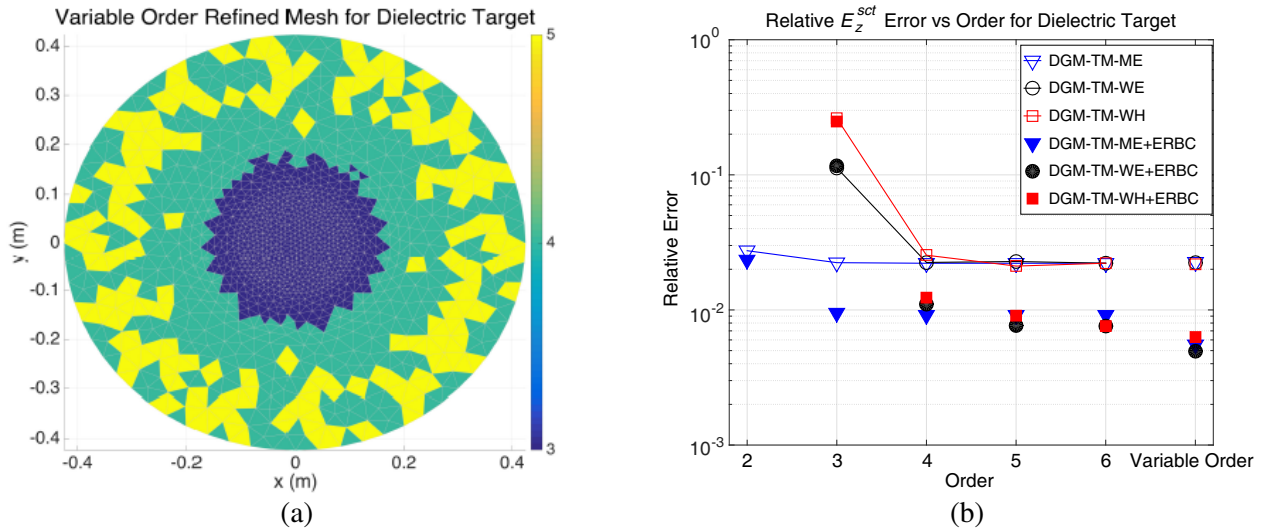 Variable Order Refined Mesh for Dielectric Target
0.4
0.3
0.2
0.1
0
-0.1
-0.2
-0.3
-0.4
y (m)
-0.4
-0.2
0
0.2
0.4
x (m)
5
4
3
(a)
Relative E_z^sct Error vs Order for Dielectric Target
10^0
10^-1
10^-2
10^-3
Relative Error
DGM-TM-ME
DGM-TM-WE
DGM-TM-WH
DGM-TM-ME+ERBC
DGM-TM-WE+ERBC
DGM-TM-WH+ERBC
2
3
4
5
6
Variable Order
Order
(b)